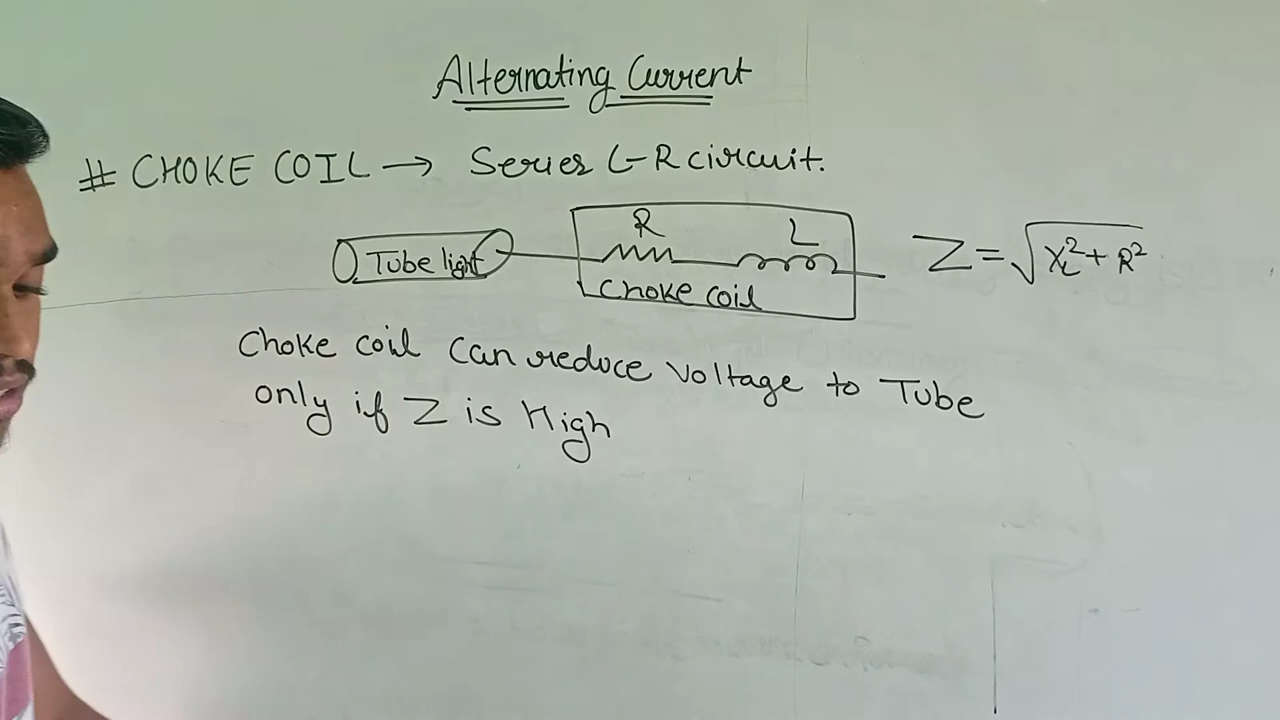 Alternating Current
# CHOKE COIL → Series L-R circuit.
R L
Tube light
Choke coil
Z = √X_L² + R²
Choke coil can reduce voltage to Tube
only if Z is High